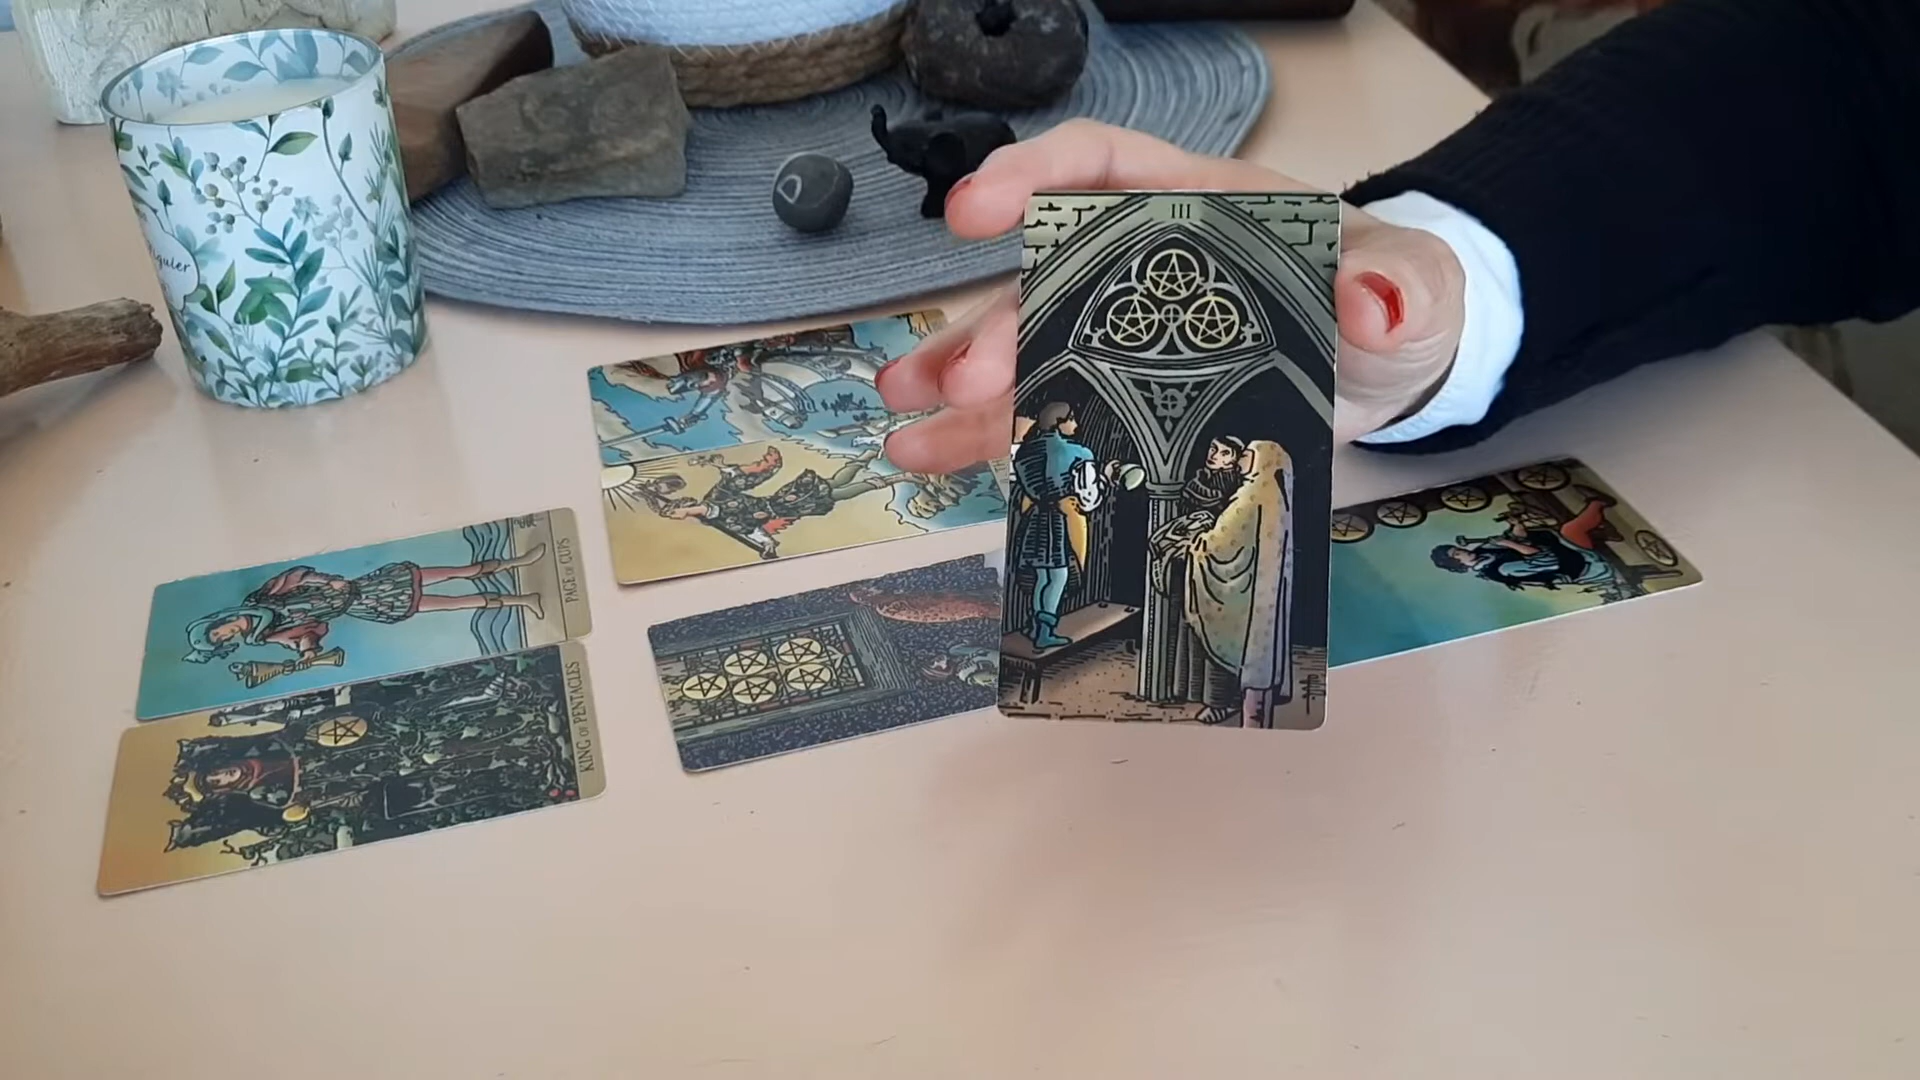 III
PAGE OF CUPS
KING OF PENTACLES
D